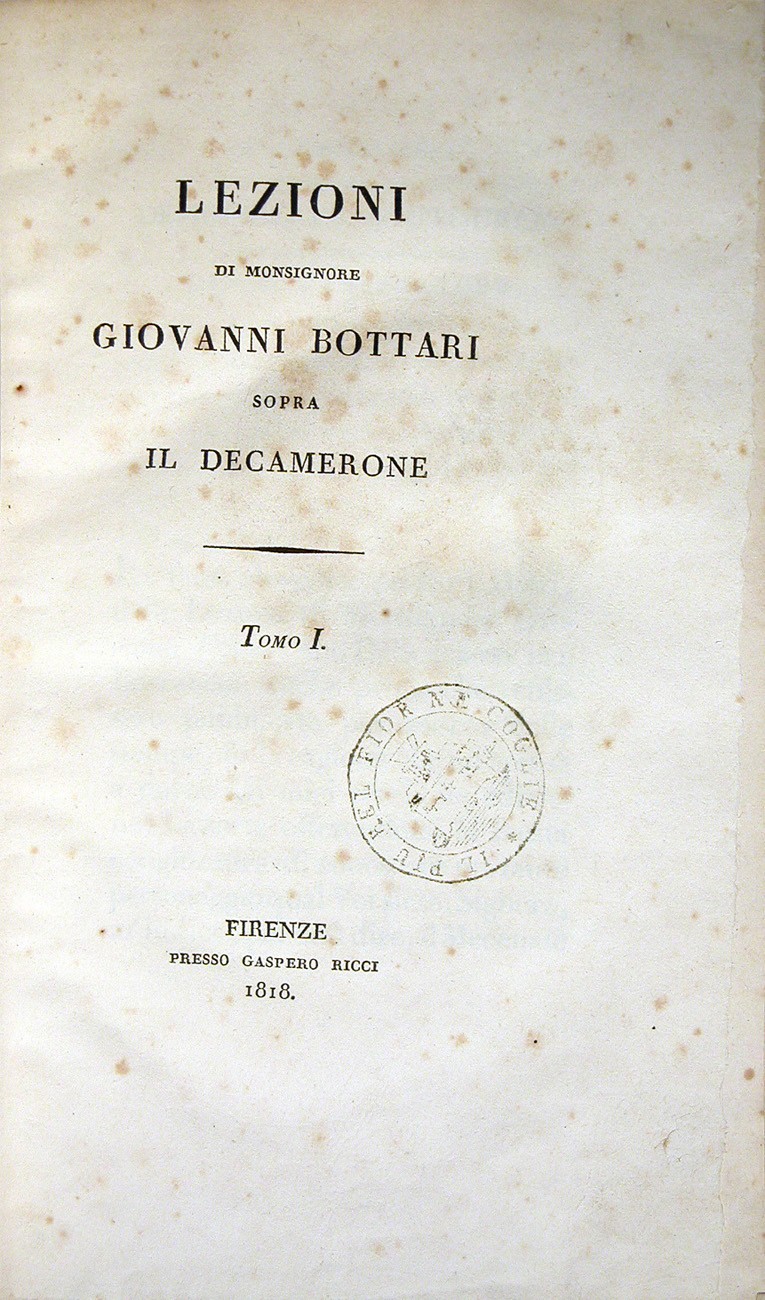 LEZIONI
DI MONSIGNORE
GIOVANNI BOTTARI
SOPRA
IL DECAMERONE
Tomo I.
IL PIÙ BEL FIOR NE COGLIE *
FIRENZE
PRESSO GASPERO RICCI
1818.